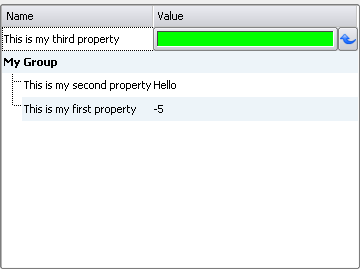 Name Value
This is my third property
My Group
This is my second property Hello
This is my first property -5